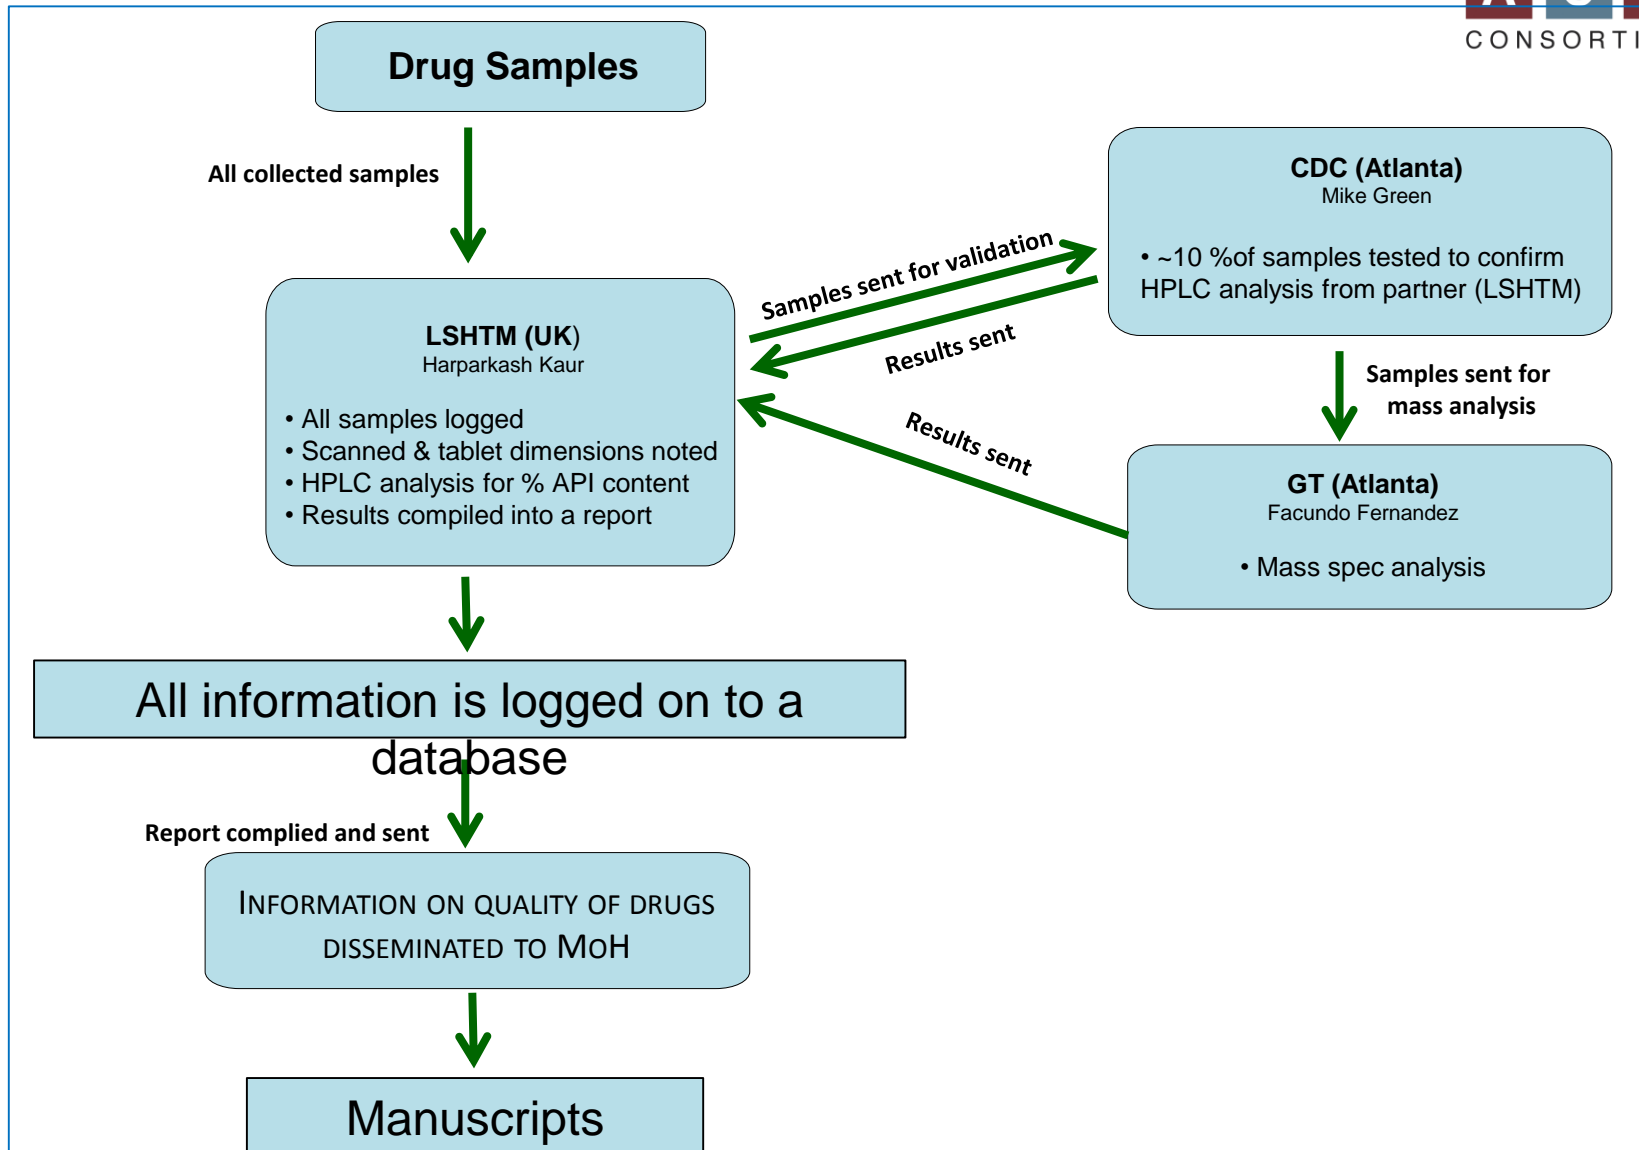 CONSORTI
Drug Samples
All collected samples
CDC (Atlanta)
Mike Green
• ~10 %of samples tested to confirm
HPLC analysis from partner (LSHTM)
Samples sent for validation
Results sent
LSHTM (UK)
Harparkash Kaur
• All samples logged
• Scanned & tablet dimensions noted
• HPLC analysis for % API content
• Results compiled into a report
Samples sent for
mass analysis
Results sent
GT (Atlanta)
Facundo Fernandez
• Mass spec analysis
All information is logged on to a
database
Report complied and sent
INFORMATION ON QUALITY OF DRUGS
DISSEMINATED TO MOH
Manuscripts